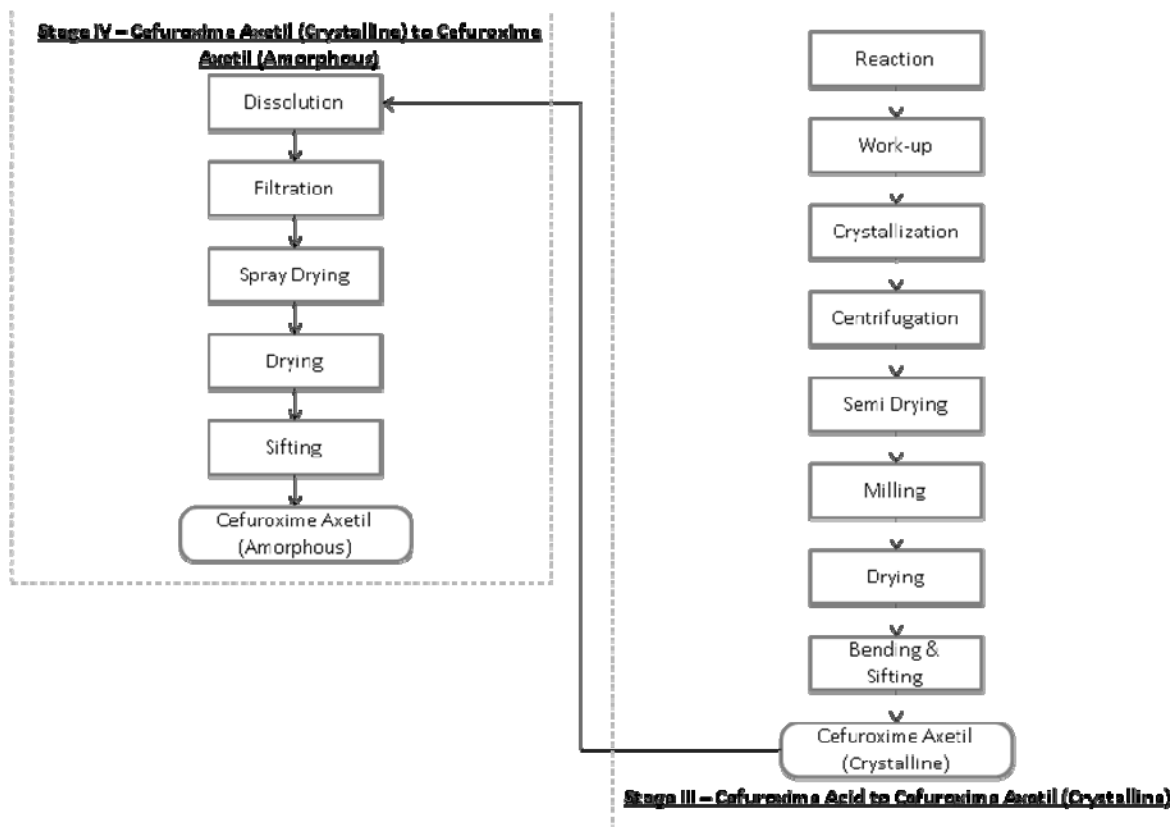 Stage IV – Cefuroxime Axetil (Crystalline) to Cefuroxime
Axetil (Amorphous)
Dissolution
Filtration
Spray Drying
Drying
Sifting
Cefuroxime Axetil
(Amorphous)
Reaction
Work-up
Crystallization
Centrifugation
Semi Drying
Milling
Drying
Bending &
Sifting
Cefuroxime Axetil
(Crystalline)
Stage III – Cefuroxime Acid to Cefuroxime Axetil (Crystalline)